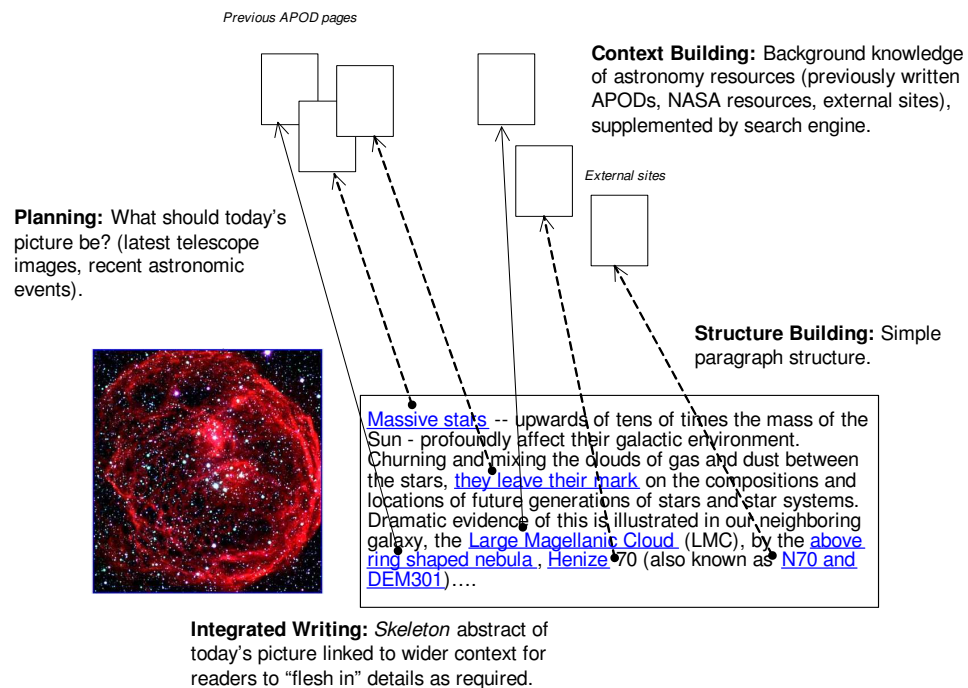 Previous APOD pages
Context Building: Background knowledge
of astronomy resources (previously written
APODs, NASA resources, external sites),
supplemented by search engine.
External sites
Planning: What should today's
picture be? (latest telescope
images, recent astronomic
events).
Structure Building: Simple
paragraph structure.
Massive stars -- upwards of tens of times the mass of the
Sun - profoundly affect their galactic environment.
Churning and mixing the clouds of gas and dust between
the stars, they leave their mark on the compositions and
locations of future generations of stars and star systems.
Dramatic evidence of this is illustrated in our neighboring
galaxy, the Large Magellanic Cloud (LMC), by the above
ring shaped nebula , Henize 70 (also known as N70 and
DEM301)....
Integrated Writing: Skeleton abstract of
today's picture linked to wider context for
readers to “flesh in” details as required.